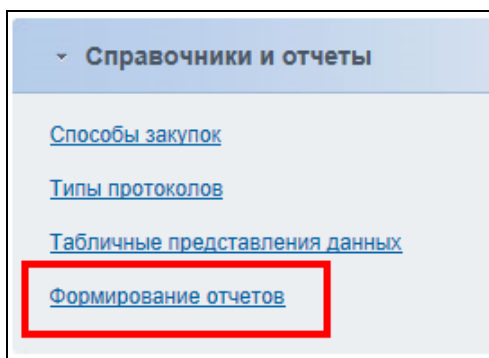 Справочники и отчеты
Способы закупок
Типы протоколов
Табличные представления данных
Формирование отчетов